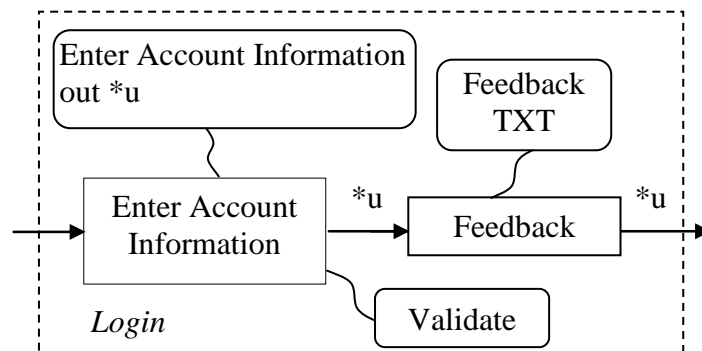 Enter Account Information
out *u
Feedback
TXT
Enter Account
Information
*u
Feedback
*u
Login
Validate